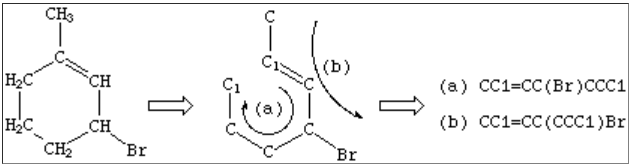 CH3
C
H2C
CH
H2C
CH
CH2
Br
C
C1
(b)
C1
C
(a)
C
C
C
Br
(a) CC1=CC(Br)CCC1
(b) CC1=CC(CCC1)Br